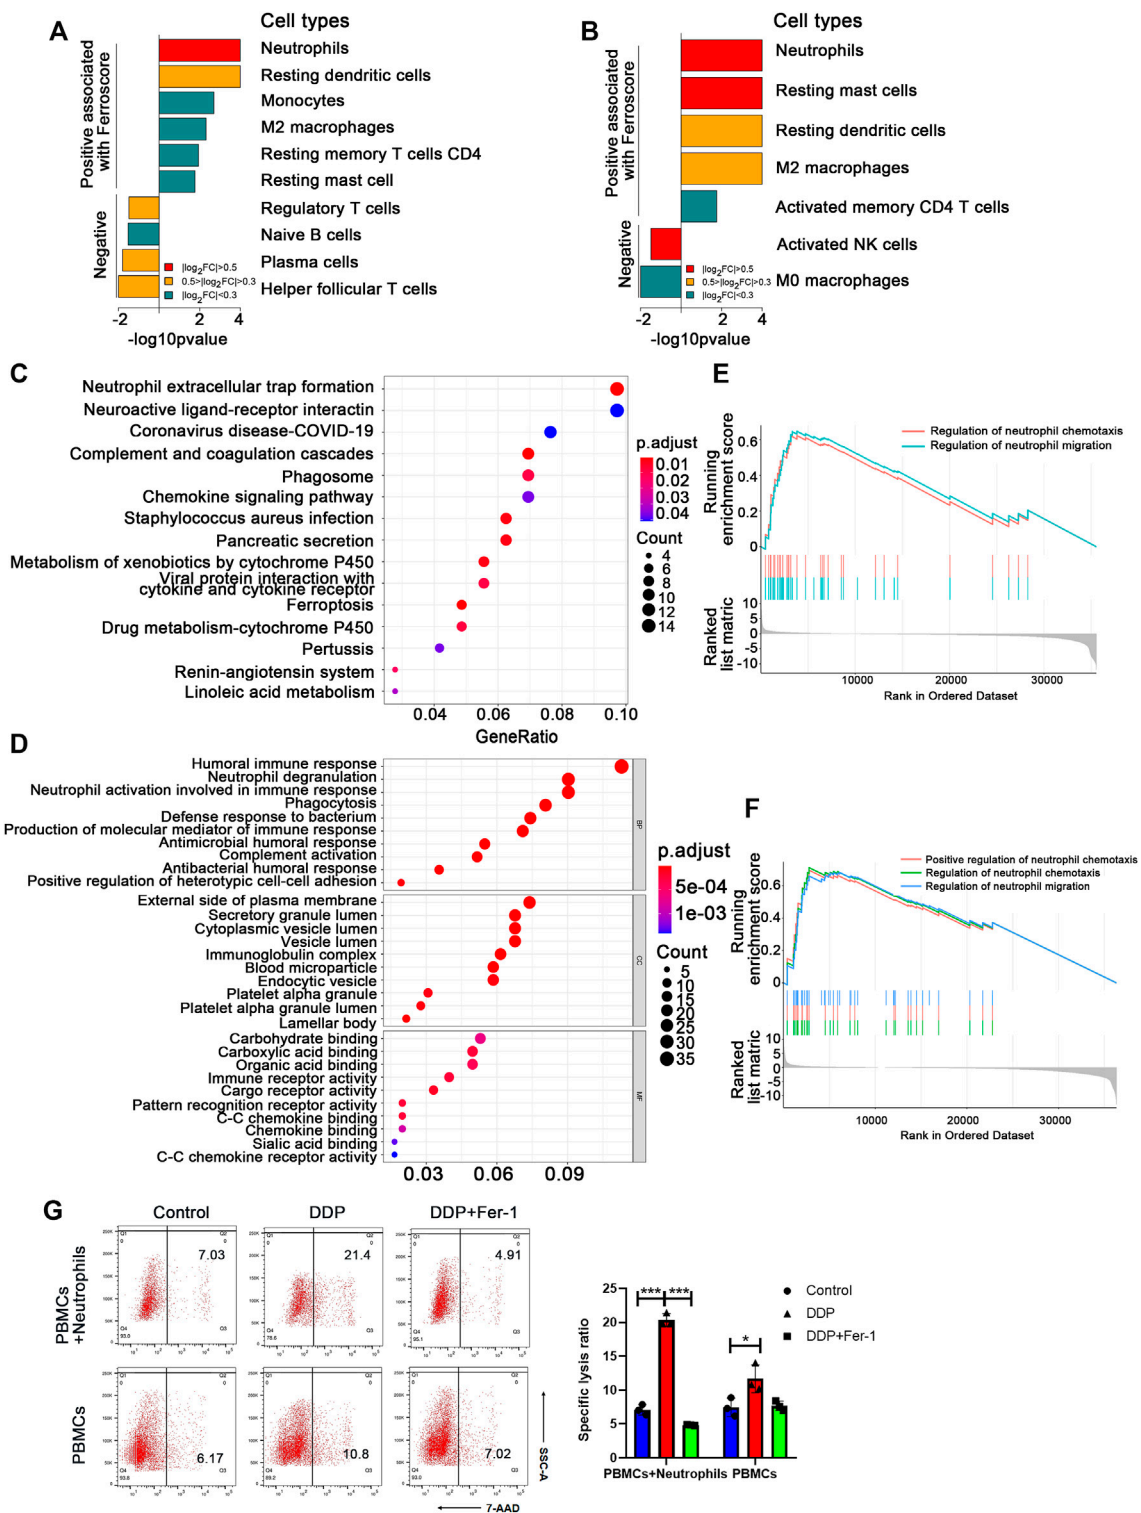 A
Cell types
Positive associated
with Ferroscore
Negative
Neutrophils
Resting dendritic cells
Monocytes
M2 macrophages
Resting memory T cells CD4
Resting mast cell
Regulatory T cells
Naive B cells
Plasma cells
Helper follicular T cells
|log2FC|>0.5
0.5>|log2FC|>0.3
|log2FC|<0.3
-2 2 4
-log10pvalue
B
Cell types
Positive associated
with Ferroscore
Negative
Neutrophils
Resting mast cells
Resting dendritic cells
M2 macrophages
Activated memory CD4 T cells
Activated NK cells
M0 macrophages
|log2FC|>0.5
0.5>|log2FC|>0.3
|log2FC|<0.3
-2 2 4
-log10pvalue
C
Neutrophil extracellular trap formation
Neuroactive ligand-receptor interactin
Coronavirus disease-COVID-19
Complement and coagulation cascades
Phagosome
Chemokine signaling pathway
Staphylococcus aureus infection
Pancreatic secretion
Metabolism of xenobiotics by cytochrome P450
Viral protein interaction with
cytokine and cytokine receptor
Ferroptosis
Drug metabolism-cytochrome P450
Pertussis
Renin-angiotensin system
Linoleic acid metabolism
0.04 0.06 0.08 0.10
GeneRatio
p.adjust
0.01
0.02
0.03
0.04
Count
4
6
8
10
12
14
E
Regulation of neutrophil chemotaxis
Regulation of neutrophil migration
Running
enrichment score
0.6
0.4
0.2
0
Ranked
list matric
10
5
0
-5
-10
10000 20000 30000
Rank in Ordered Dataset
D
Humoral immune response
Neutrophil degranulation
Neutrophil activation involved in immune response
Phagocytosis
Defense response to bacterium
Production of molecular mediator of immune response
Antimicrobial humoral response
Complement activation
Antibacterial humoral response
Positive regulation of heterotypic cell-cell adhesion
BP
External side of plasma membrane
Secretory granule lumen
Cytoplasmic vesicle lumen
Vesicle lumen
Immunoglobulin complex
Blood microparticle
Endocytic vesicle
Platelet alpha granule
Platelet alpha granule lumen
Lamellar body
CC
Carbohydrate binding
Carboxylic acid binding
Organic acid binding
Immune receptor activity
Cargo receptor activity
Pattern recognition receptor activity
C-C chemokine binding
Chemokine binding
Sialic acid binding
C-C chemokine receptor activity
MF
0.03 0.06 0.09
p.adjust
5e-04
1e-03
Count
5
10
15
20
25
30
35
F
Positive regulation of neutrophil chemotaxis
Regulation of neutrophil chemotaxis
Regulation of neutrophil migration
Running
enrichment score
0.6
0.4
0.2
0
Ranked
list matric
10
5
0
-5
-10
10000 20000 30000
Rank in Ordered Dataset
G
Control DDP DDP+Fer-1
PBMCs
+Neutrophils
7.03 21.4 4.91
PBMCs
6.17 10.8 7.02
SSC-A
7-AAD
Specific lysis ratio
25
20
15
10
5
0
*** ***
*
PBMCs+Neutrophils PBMCs
Control
DDP
DDP+Fer-1